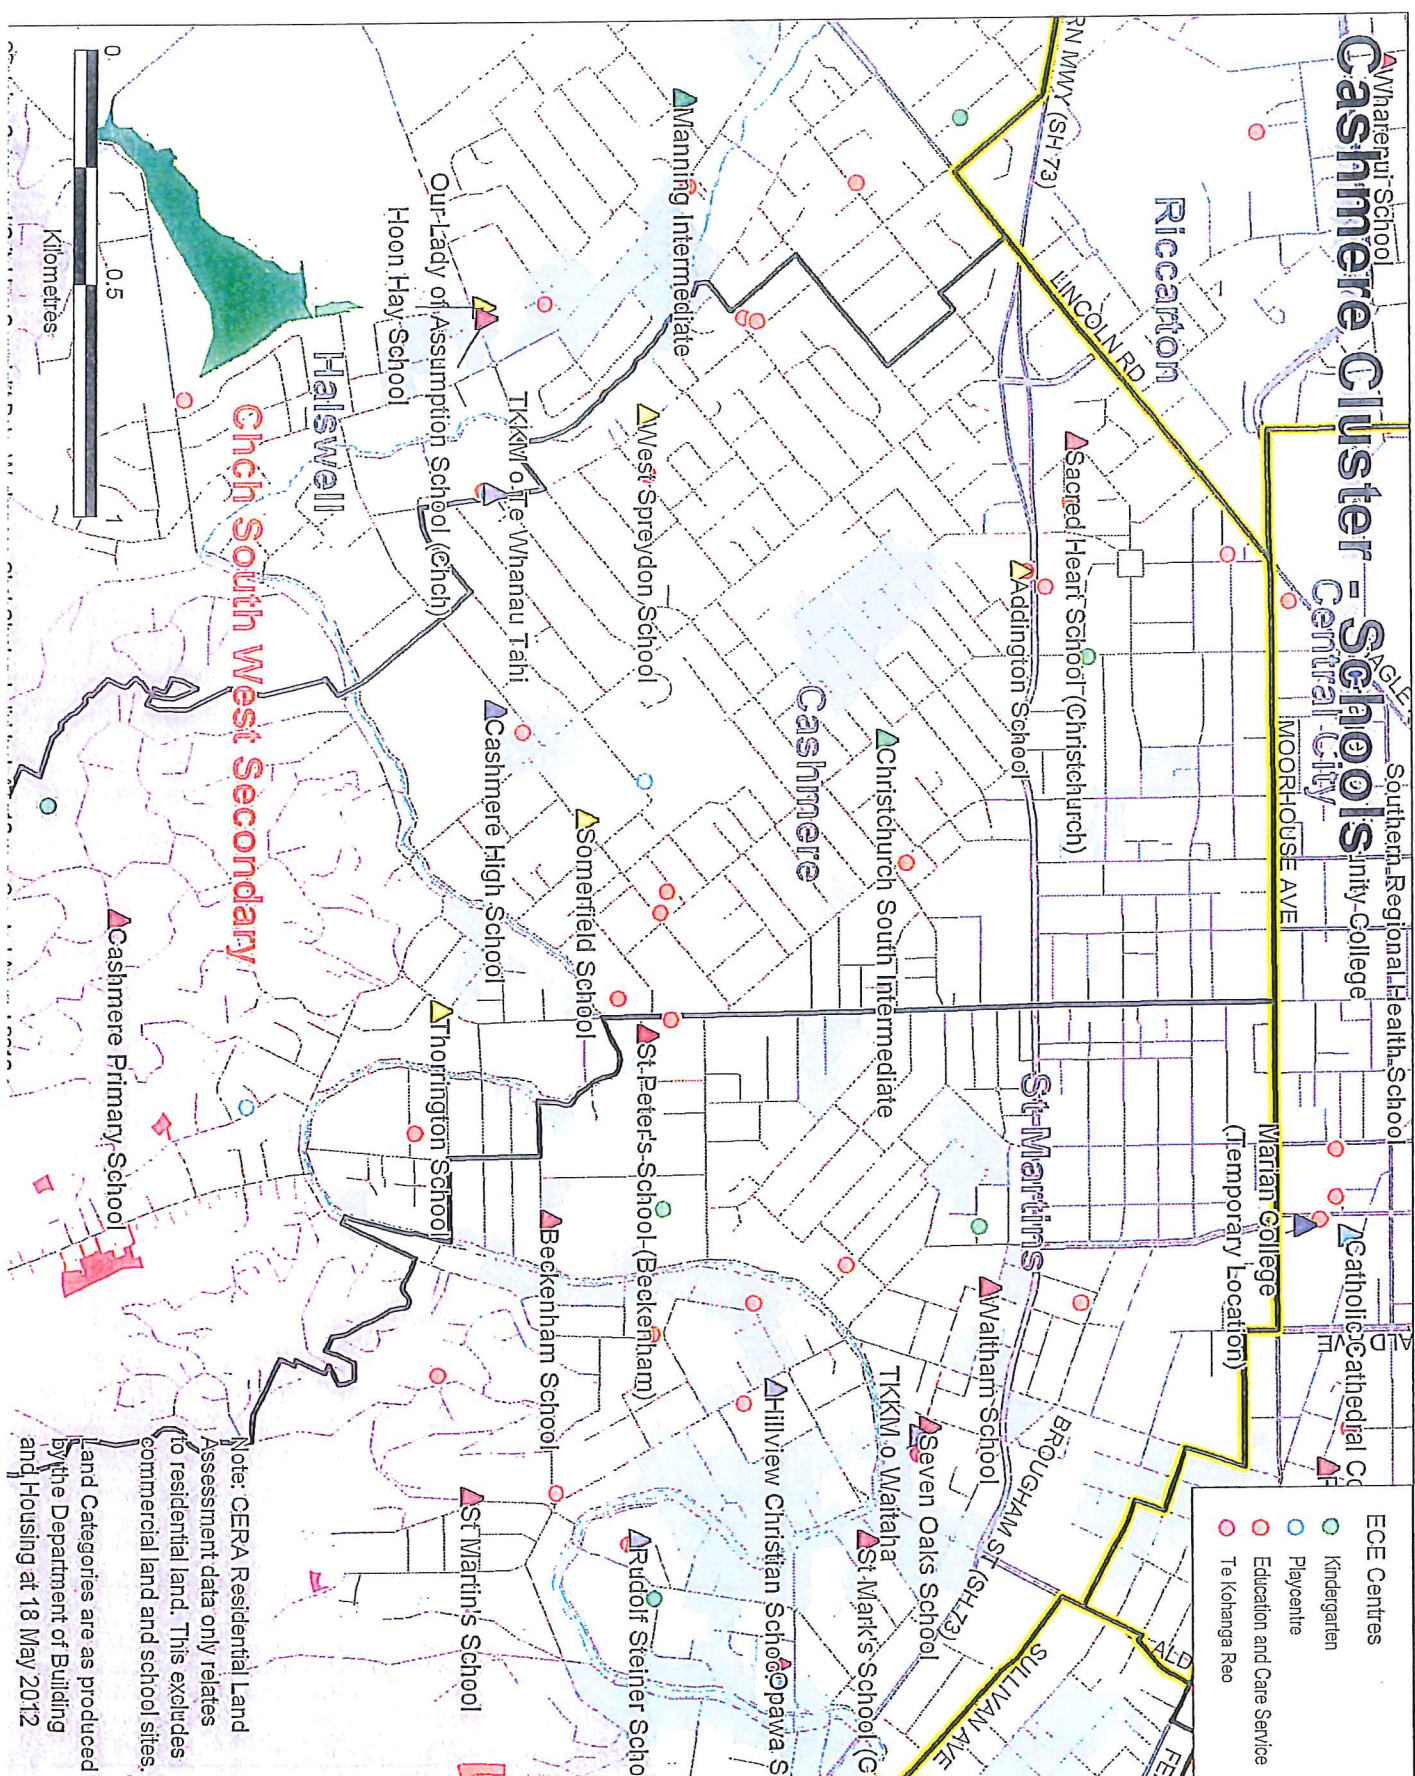 Cashmere Cluster - Schools
Wharenui School
Southern Regional Health School
Unity College
Central City
MOORHOUSE AVE
Riccarton
RN MWY (SH 73)
LINCOLN RD
Marian College
(Temporary Location)
Catholic Cathedral Co
Sacred Heart School (Christchurch)
Addington School
St Martins
Waltham School
BROUGHAM ST (SH 73)
SULLIVAN AVE
ALD
FE
Seven Oaks School
TKKM o Waitaha
St Mark's School (C
Christchurch South Intermediate
Cashmere
Hillview Christian School
Opawa S
Manning Intermediate
West Spreydon School
St Peter's School (Beckenham)
Rudolf Steiner Scho
Somerfield School
Beckenham School
TKKM o Te Whanau Tahi
Cashmere High School
St Martin's School
Our Lady of Assumption School (Chch)
Hoon Hay School
Thorrington School
Halswell
Chch South West Secondary
Cashmere Primary School
0 0.5 1
Kilometres
ECE Centres
Kindergarten
Playcentre
Education and Care Service
Te Kohanga Reo
Note: CERA Residential Land
Assessment data only relates
to residential land. This excludes
commercial land and school sites.
Land Categories are as produced
by the Department of Building
and Housing at 18 May 2012